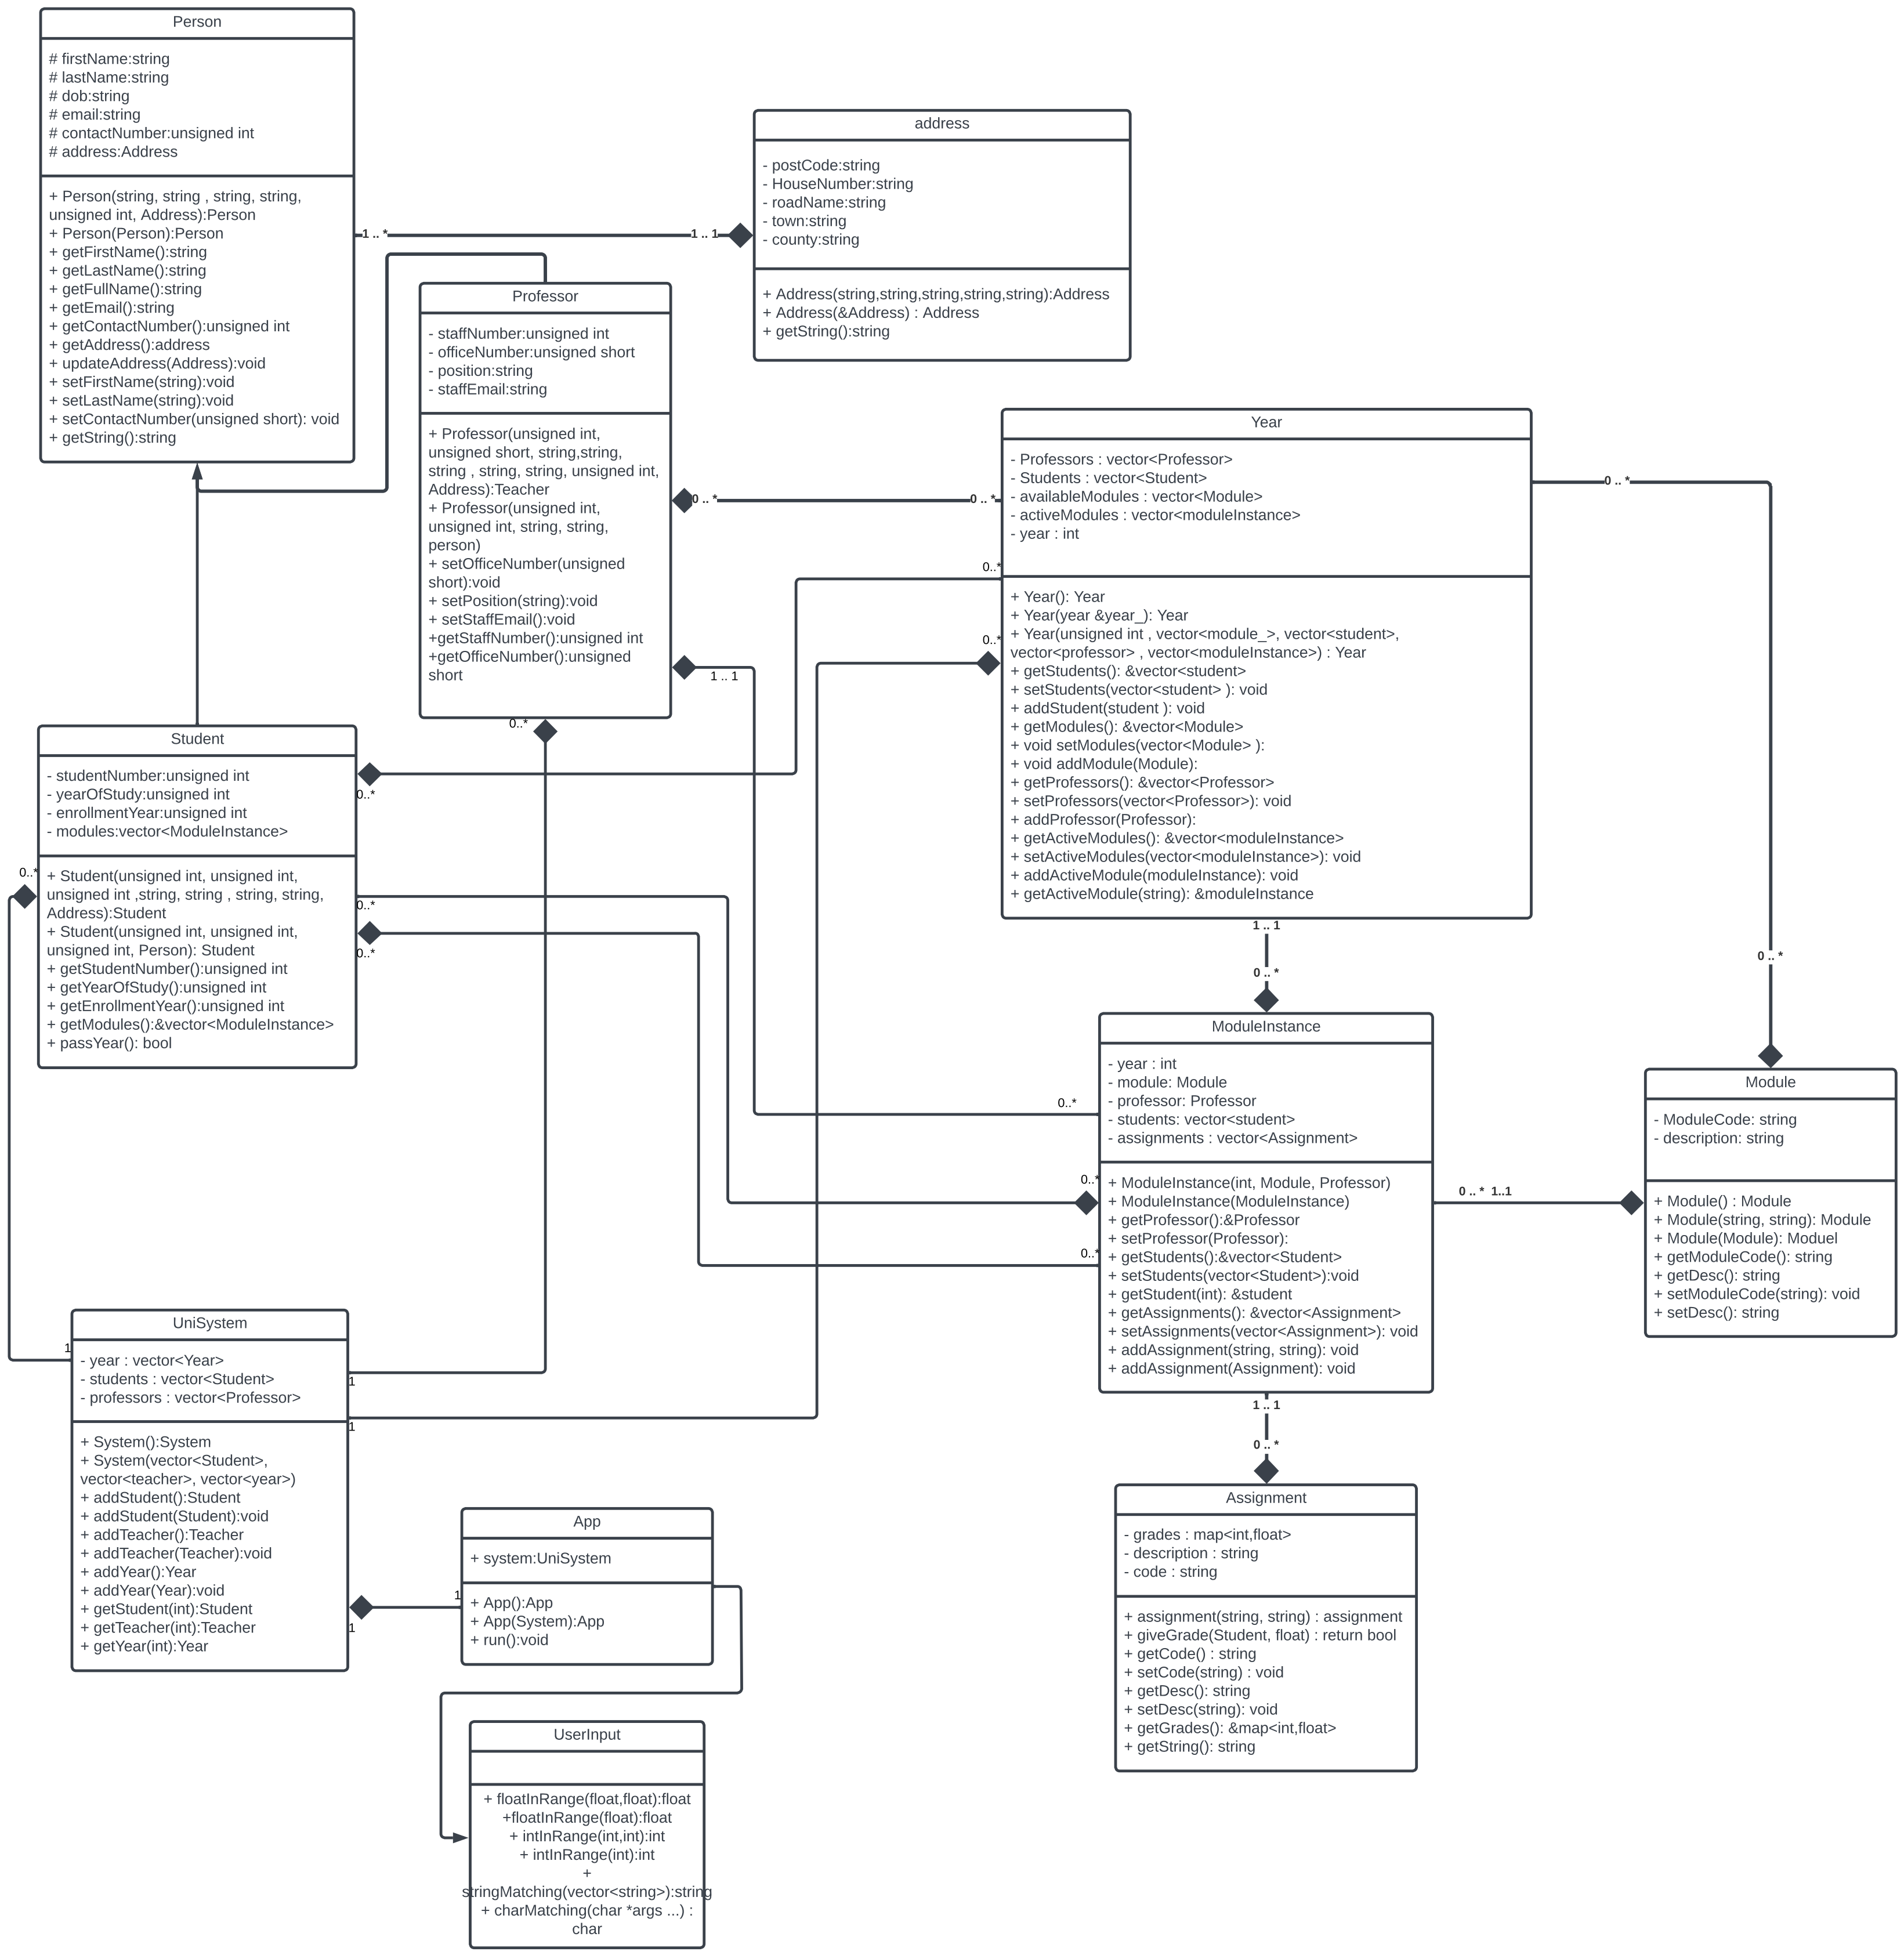 Person
# firstName:string
# lastName:string
# dob:string
# email:string
# contactNumber:unsigned int
# address:Address
+ Person(string, string , string, string,
unsigned int, Address):Person
+ Person(Person):Person
+ getFirstName():string
+ getLastName():string
+ getFullName():string
+ getEmail():string
+ getContactNumber():unsigned int
+ getAddress():address
+ updateAddress(Address):void
+ setFirstName(string):void
+ setLastName(string):void
+ setContactNumber(unsigned short): void
+ getString():string
1 .. *
1 .. 1
address
- postCode:string
- HouseNumber:string
- roadName:string
- town:string
- county:string
+ Address(string,string,string,string,string):Address
+ Address(&Address) : Address
+ getString():string
Professor
- staffNumber:unsigned int
- officeNumber:unsigned short
- position:string
- staffEmail:string
+ Professor(unsigned int,
unsigned short, string,string,
string , string, string, unsigned int,
Address):Teacher
+ Professor(unsigned int,
unsigned int, string, string,
person)
+ setOfficeNumber(unsigned
short):void
+ setPosition(string):void
+ setStaffEmail():void
+getStaffNumber():unsigned int
+getOfficeNumber():unsigned
short
0 .. *
0 .. *
0..*
0..*
1 .. 1
0..*
Year
- Professors : vector<Professor>
- Students : vector<Student>
- availableModules : vector<Module>
- activeModules : vector<moduleInstance>
- year : int
+ Year(): Year
+ Year(year &year_): Year
+ Year(unsigned int , vector<module_>, vector<student>,
vector<professor> , vector<moduleInstance>) : Year
+ getStudents(): &vector<student>
+ setStudents(vector<student> ): void
+ addStudent(student ): void
+ getModules(): &vector<Module>
+ void setModules(vector<Module> ):
+ void addModule(Module):
+ getProfessors(): &vector<Professor>
+ setProfessors(vector<Professor>): void
+ addProfessor(Professor):
+ getActiveModules(): &vector<moduleInstance>
+ setActiveModules(vector<moduleInstance>): void
+ addActiveModule(moduleInstance): void
+ getActiveModule(string): &moduleInstance
0 .. *
0 .. *
1 .. 1
0 .. *
Student
- studentNumber:unsigned int
- yearOfStudy:unsigned int
- enrollmentYear:unsigned int
- modules:vector<ModuleInstance>
+ Student(unsigned int, unsigned int,
unsigned int ,string, string , string, string,
Address):Student
+ Student(unsigned int, unsigned int,
unsigned int, Person): Student
+ getStudentNumber():unsigned int
+ getYearOfStudy():unsigned int
+ getEnrollmentYear():unsigned int
+ getModules():&vector<ModuleInstance>
+ passYear(): bool
0..*
0..*
0..*
0..*
ModuleInstance
- year : int
- module: Module
- professor: Professor
- students: vector<student>
- assignments : vector<Assignment>
+ ModuleInstance(int, Module, Professor)
+ ModuleInstance(ModuleInstance)
+ getProfessor():&Professor
+ setProfessor(Professor):
+ getStudents():&vector<Student>
+ setStudents(vector<Student>):void
+ getStudent(int): &student
+ getAssignments(): &vector<Assignment>
+ setAssignments(vector<Assignment>): void
+ addAssignment(string, string): void
+ addAssignment(Assignment): void
0..*
0..*
0..*
0 .. * 1..1
Module
- ModuleCode: string
- description: string
+ Module() : Module
+ Module(string, string): Module
+ Module(Module): Moduel
+ getModuleCode(): string
+ getDesc(): string
+ setModuleCode(string): void
+ setDesc(): string
UniSystem
- year : vector<Year>
- students : vector<Student>
- professors : vector<Professor>
+ System():System
+ System(vector<Student>,
vector<teacher>, vector<year>)
+ addStudent():Student
+ addStudent(Student):void
+ addTeacher():Teacher
+ addTeacher(Teacher):void
+ addYear():Year
+ addYear(Year):void
+ getStudent(int):Student
+ getTeacher(int):Teacher
+ getYear(int):Year
1
1
1
1
1
App
+ system:UniSystem
+ App():App
+ App(System):App
+ run():void
1 .. 1
0 .. *
Assignment
- grades : map<int,float>
- description : string
- code : string
+ assignment(string, string) : assignment
+ giveGrade(Student, float) : return bool
+ getCode() : string
+ setCode(string) : void
+ getDesc(): string
+ setDesc(string): void
+ getGrades(): &map<int,float>
+ getString(): string
UserInput
+ floatInRange(float,float):float
+floatInRange(float):float
+ intInRange(int,int):int
+ intInRange(int):int
+
stringMatching(vector<string>):string
+ charMatching(char *args ...) :
char